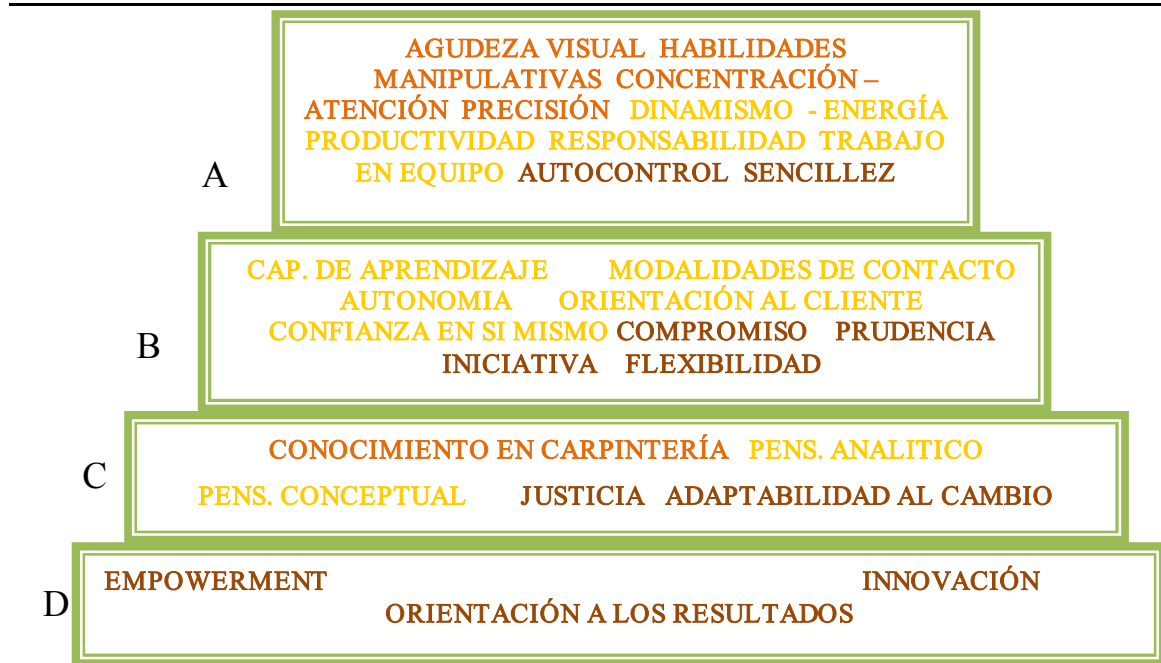 AGUDEZA VISUAL HABILIDADES
MANIPULATIVAS CONCENTRACIÓN –
ATENCIÓN PRECISIÓN DINAMISMO - ENERGÍA
PRODUCTIVIDAD RESPONSABILIDAD TRABAJO
EN EQUIPO AUTOCONTROL SENCILLEZ
A
CAP. DE APRENDIZAJE MODALIDADES DE CONTACTO
AUTONOMIA ORIENTACIÓN AL CLIENTE
CONFIANZA EN SI MISMO COMPROMISO PRUDENCIA
INICIATIVA FLEXIBILIDAD
B
CONOCIMIENTO EN CARPINTERÍA PENS. ANALITICO
PENS. CONCEPTUAL JUSTICIA ADAPTABILIDAD AL CAMBIO
C
EMPOWERMENT INNOVACIÓN
ORIENTACIÓN A LOS RESULTADOS
D